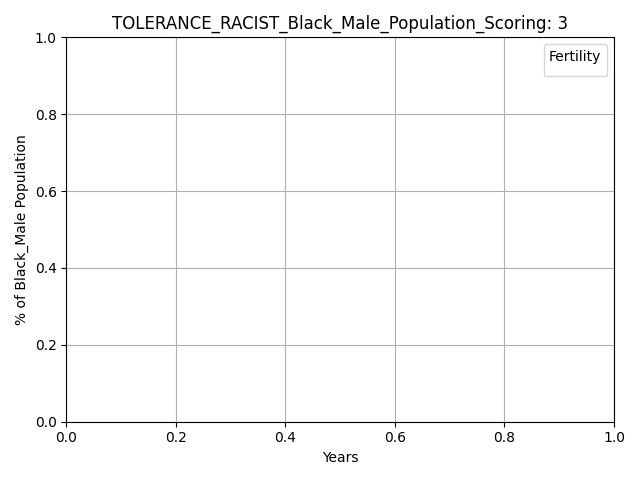 TOLERANCE_RACIST_Black_Male_Population_Scoring: 3
Fertility
% of Black_Male Population
1.0
0.8
0.6
0.4
0.2
0.0
0.0 0.2 0.4 0.6 0.8 1.0
Years